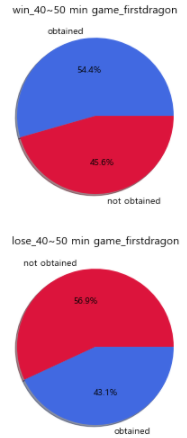 win_40~50 min game_firstdragon
obtained
54.4%
45.6%
not obtained
lose_40~50 min game_firstdragon
not obtained
56.9%
43.1%
obtained